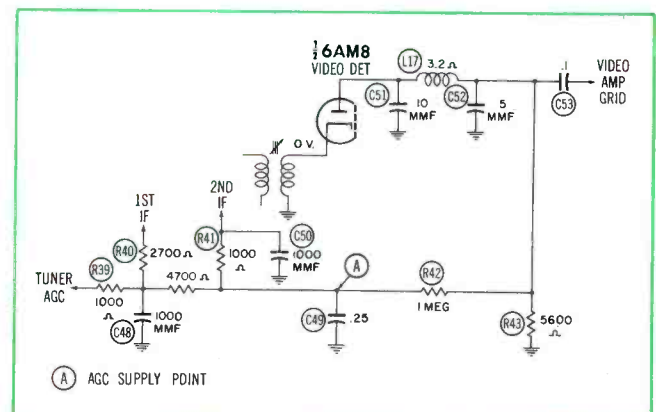 ½ 6AM8
VIDEO DET
L17 3.2 Ω
C51
10
MMF
C52
5
MMF
.1
C53
VIDEO
AMP
GRID
0 V.
1ST
IF
2ND
IF
R40
2700 Ω
R41
1000
Ω
C50
1000
MMF
TUNER
AGC
R39
1000
Ω
4700 Ω
C48
1000
MMF
A
C49
.25
R42
1 MEG
R43
5600
Ω
A AGC SUPPLY POINT